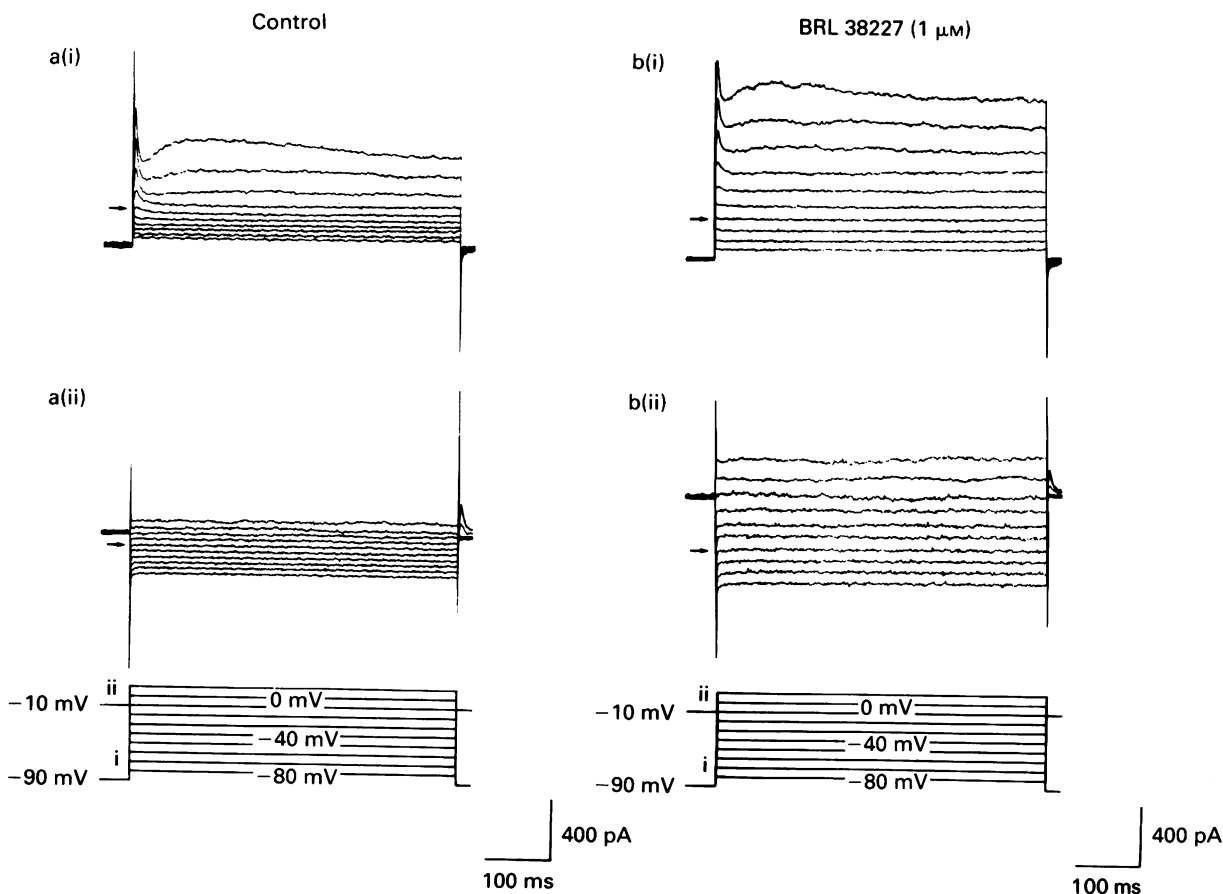 Control
BRL 38227 (1 μM)
a(i)
b(i)
a(ii)
b(ii)
ii
0 mV
−10 mV
−40 mV
i
−80 mV
−90 mV
400 pA
100 ms
ii
0 mV
−10 mV
−40 mV
i
−80 mV
−90 mV
400 pA
100 ms